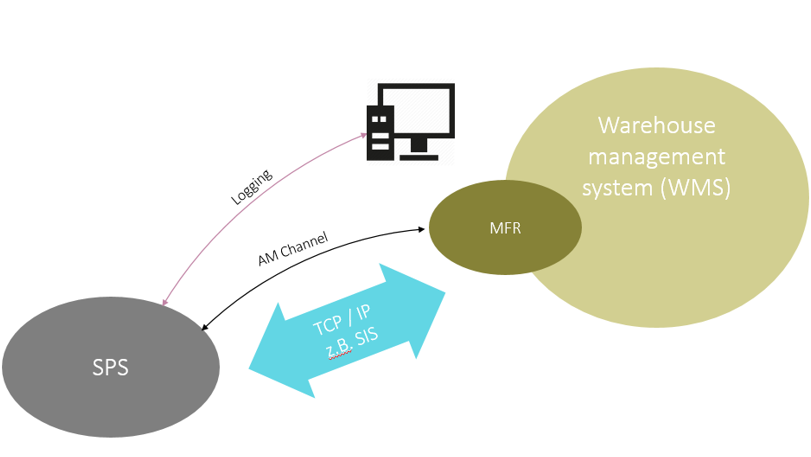 Warehouse
management
system (WMS)
Logging
MFR
AM Channel
TCP / IP
z.B. SIS
SPS